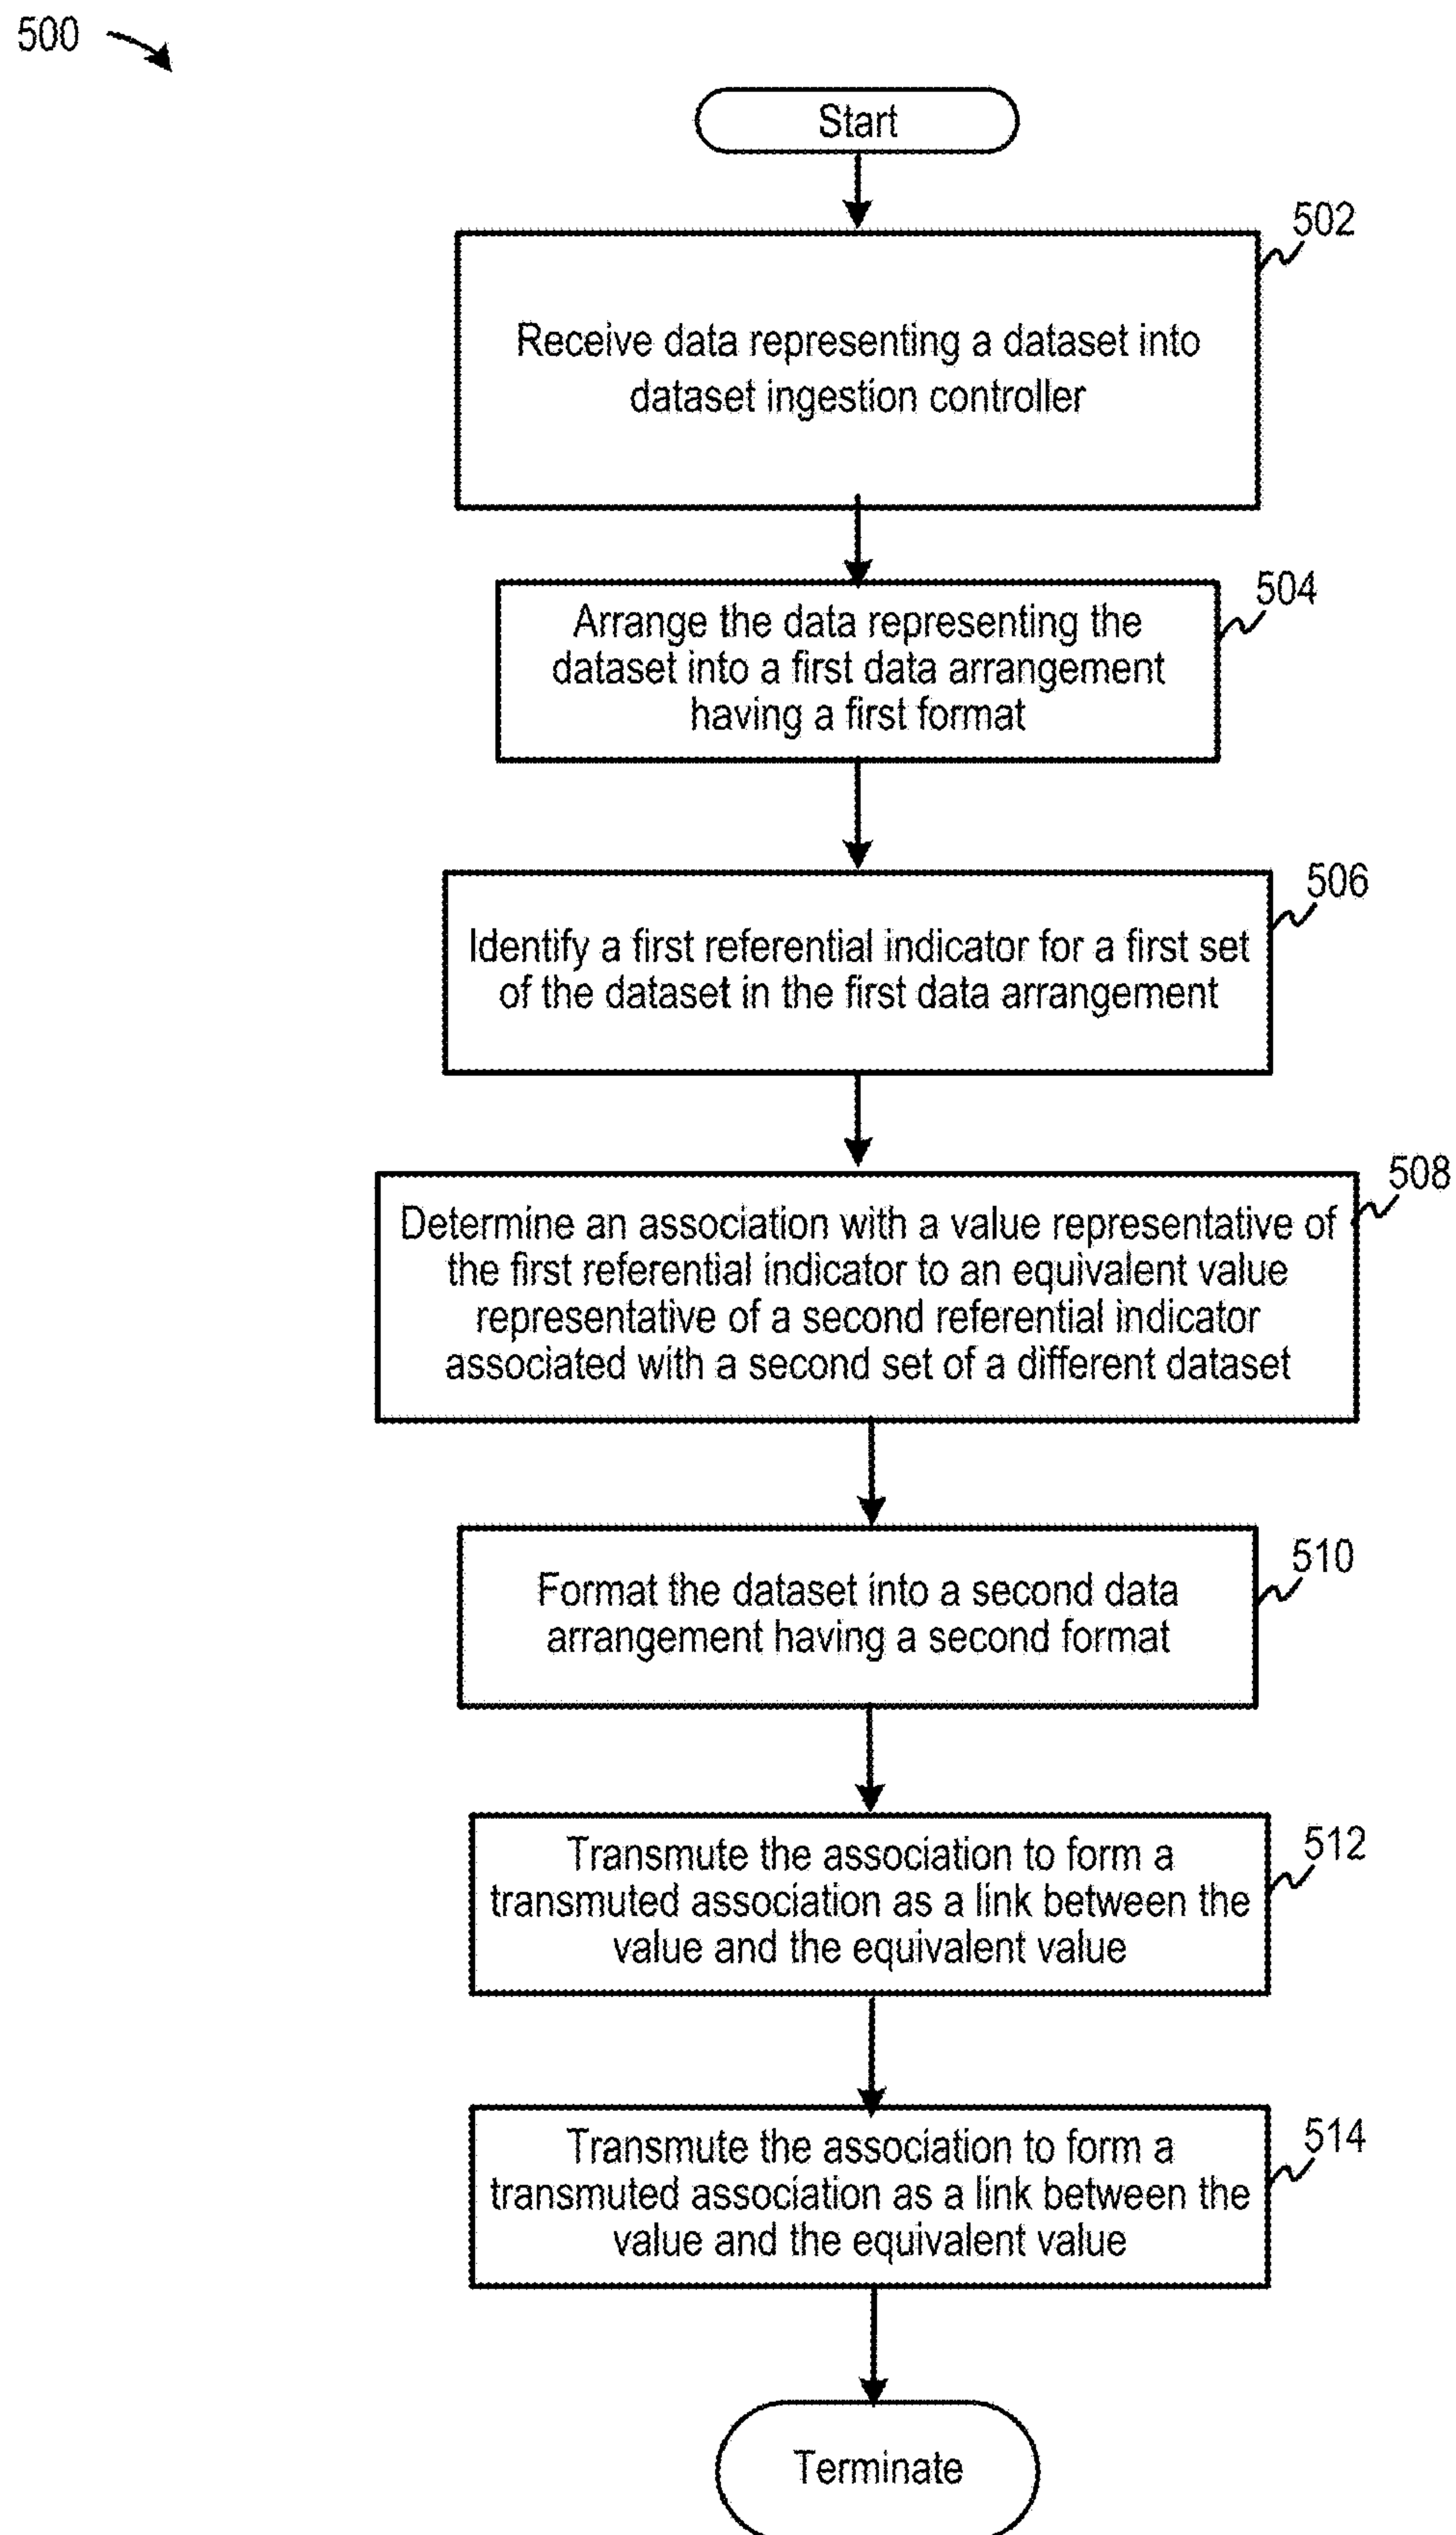 500
Start
502
Receive data representing a dataset into
dataset ingestion controller
504
Arrange the data representing the
dataset into a first data arrangement
having a first format
506
Identify a first referential indicator for a first set
of the dataset in the first data arrangement
508
Determine an association with a value representative of
the first referential indicator to an equivalent value
representative of a second referential indicator
associated with a second set of a different dataset
510
Format the dataset into a second data
arrangement having a second format
512
Transmute the association to form a
transmuted association as a link between the
value and the equivalent value
514
Transmute the association to form a
transmuted association as a link between the
value and the equivalent value
Terminate